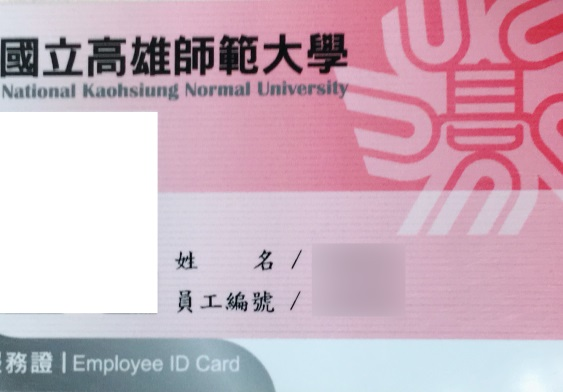 國立高雄師範大學
National Kaohsiung Normal University
姓 名 /
員工編號 /
服務證 | Employee ID Card